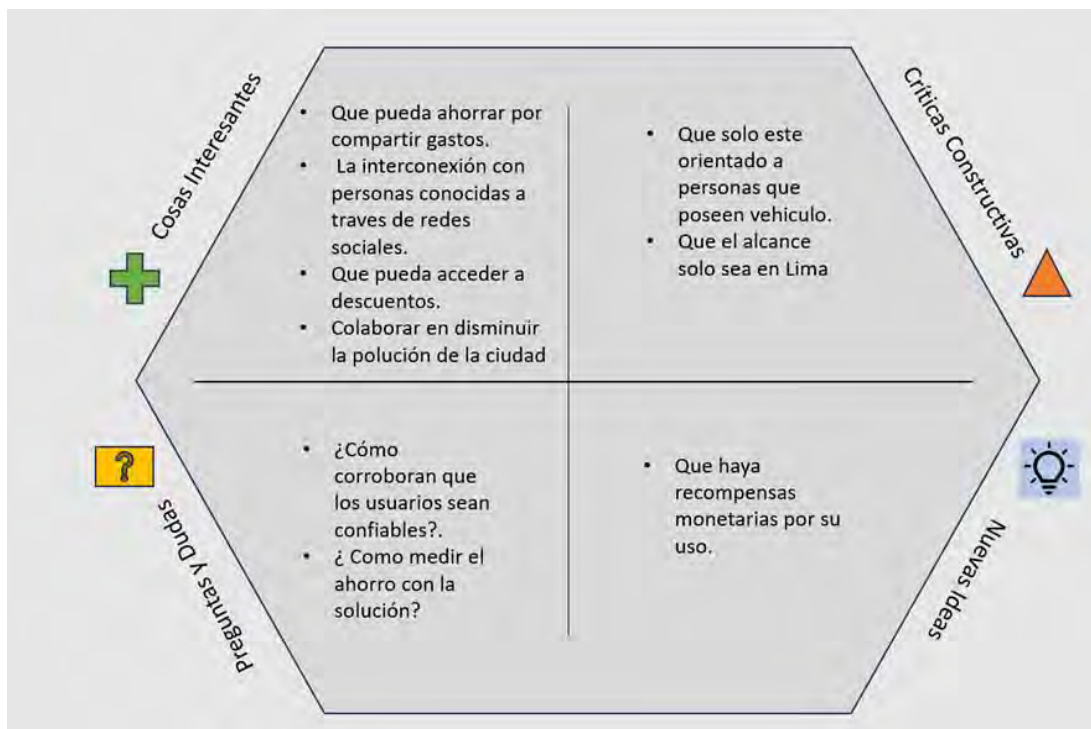 Cosas Interesantes
• Que pueda ahorrar por
compartir gastos.
• La interconexión con
personas conocidas a
traves de redes
sociales.
• Que pueda acceder a
descuentos.
• Colaborar en disminuir
la polución de la ciudad
Críticas Constructivas
• Que solo este
orientado a
personas que
poseen vehiculo.
• Que el alcance
solo sea en Lima
?
Preguntas y Dudas
• ¿Cómo
corroboran que
los usuarios sean
confiables?.
• ¿ Como medir el
ahorro con la
solución?
Nuevas Ideas
• Que haya
recompensas
monetarias por su
uso.